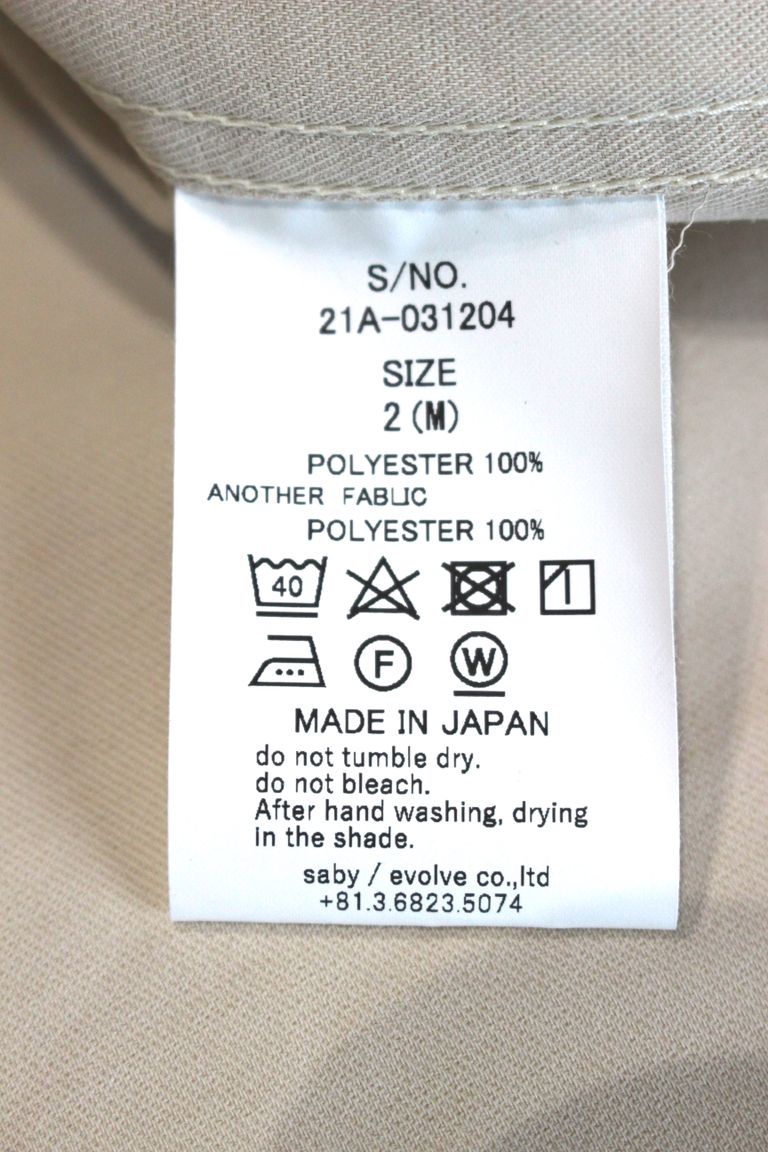 S/NO.
21A-031204
SIZE
2 (M)
POLYESTER 100%
ANOTHER FABLIC
POLYESTER 100%
40
F
W
MADE IN JAPAN
do not tumble dry.
do not bleach.
After hand washing, drying
in the shade.
saby / evolve co.,ltd
+81.3.6823.5074